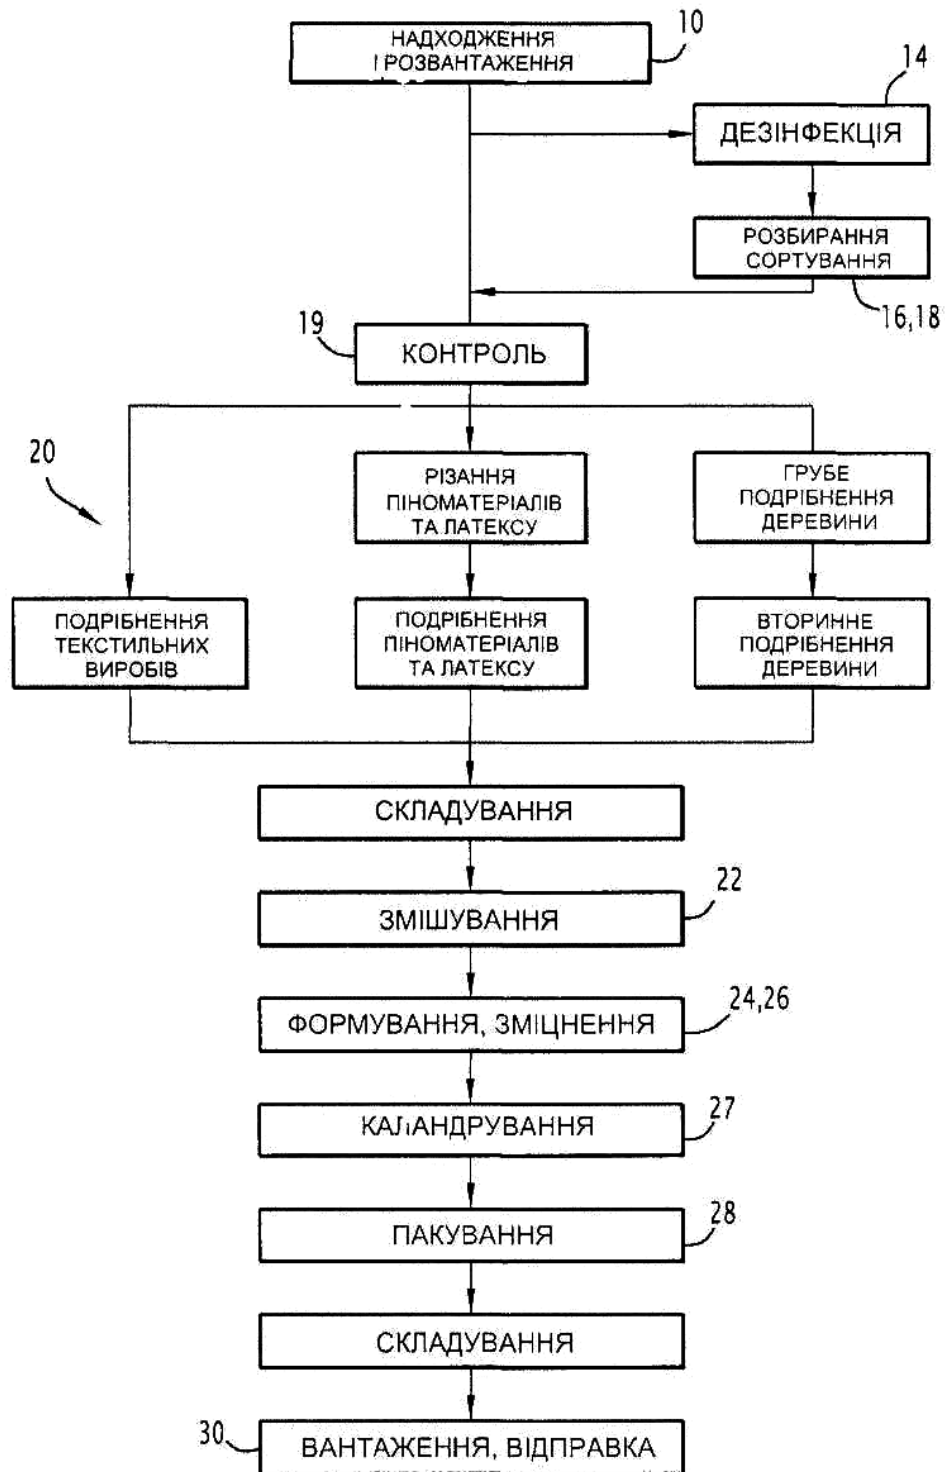 10
НАДХОДЖЕННЯ
І РОЗВАНТАЖЕННЯ
14
ДЕЗІНФЕКЦІЯ
РОЗБИРАННЯ
СОРТУВАННЯ
16,18
19
КОНТРОЛЬ
20
РІЗАННЯ
ПІНОМАТЕРІАЛІВ
ТА ЛАТЕКСУ
ГРУБЕ
ПОДРІБНЕННЯ
ДЕРЕВИНИ
ПОДРІБНЕННЯ
ТЕКСТИЛЬНИХ
ВИРОБІВ
ПОДРІБНЕННЯ
ПІНОМАТЕРІАЛІВ
ТА ЛАТЕКСУ
ВТОРИННЕ
ПОДРІБНЕННЯ
ДЕРЕВИНИ
СКЛАДУВАННЯ
22
ЗМІШУВАННЯ
24,26
ФОРМУВАННЯ, ЗМІЦНЕННЯ
27
КАЛАНДРУВАННЯ
28
ПАКУВАННЯ
СКЛАДУВАННЯ
30
ВАНТАЖЕННЯ, ВІДПРАВКА